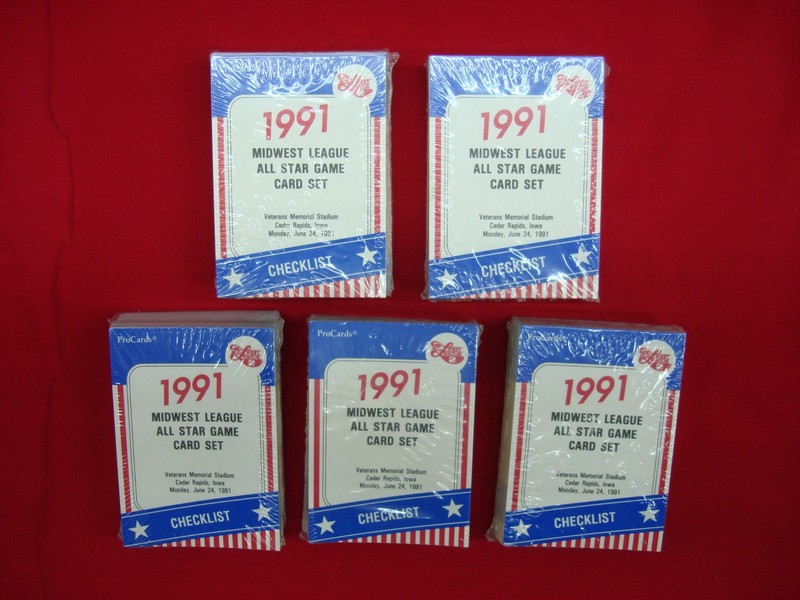 1991
MIDWEST LEAGUE
ALL STAR GAME
CARD SET
Veterans Memorial Stadium
Cedar Rapids, Iowa
Monday, June 24, 1991
CHECKLIST
1991
MIDWEST LEAGUE
ALL STAR GAME
CARD SET
Veterans Memorial Stadium
Cedar Rapids, Iowa
Monday, June 24, 1991
CHECKLIST
ProCards®
1991
MIDWEST LEAGUE
ALL STAR GAME
CARD SET
Veterans Memorial Stadium
Cedar Rapids, Iowa
Monday, June 24, 1991
CHECKLIST
ProCards®
1991
MIDWEST LEAGUE
ALL STAR GAME
CARD SET
Veterans Memorial Stadium
Cedar Rapids, Iowa
Monday, June 24, 1991
CHECKLIST
ProCards®
1991
MIDWEST LEAGUE
ALL STAR GAME
CARD SET
Veterans Memorial Stadium
Cedar Rapids, Iowa
Monday, June 24, 1991
CHECKLIST